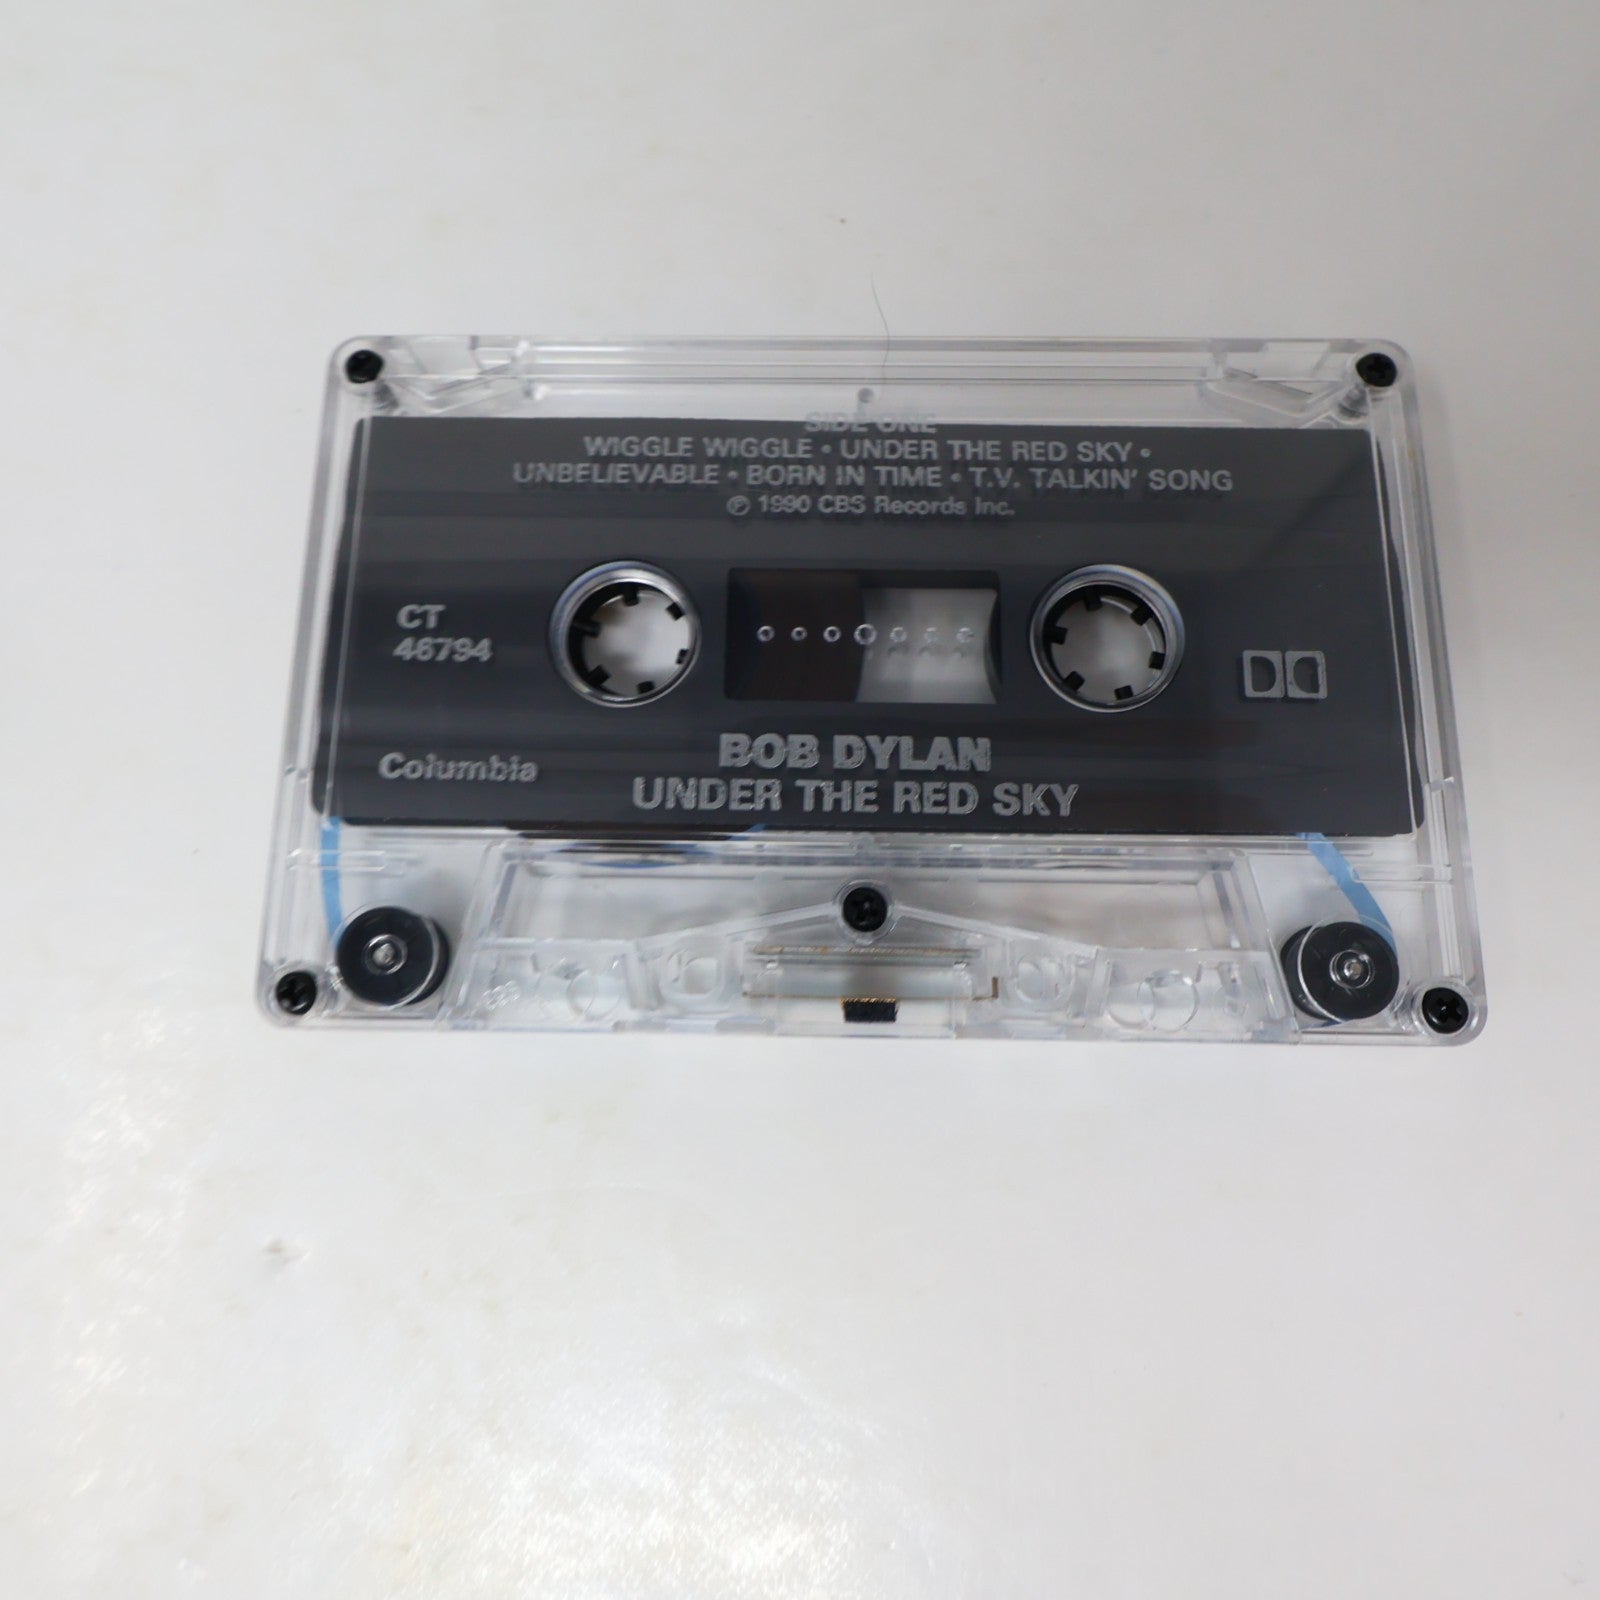 SIDE ONE
WIGGLE WIGGLE • UNDER THE RED SKY •
UNBELIEVABLE • BORN IN TIME • T.V. TALKIN' SONG
℗ 1990 CBS Records Inc.
CT
46794
Columbia
BOB DYLAN
UNDER THE RED SKY